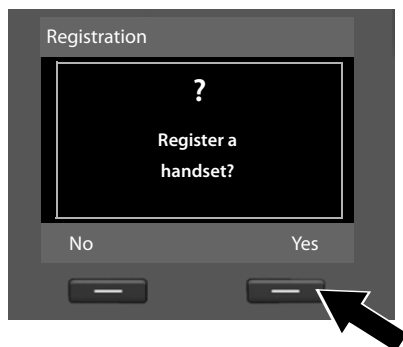 Registration
?
Register a
handset?
No Yes